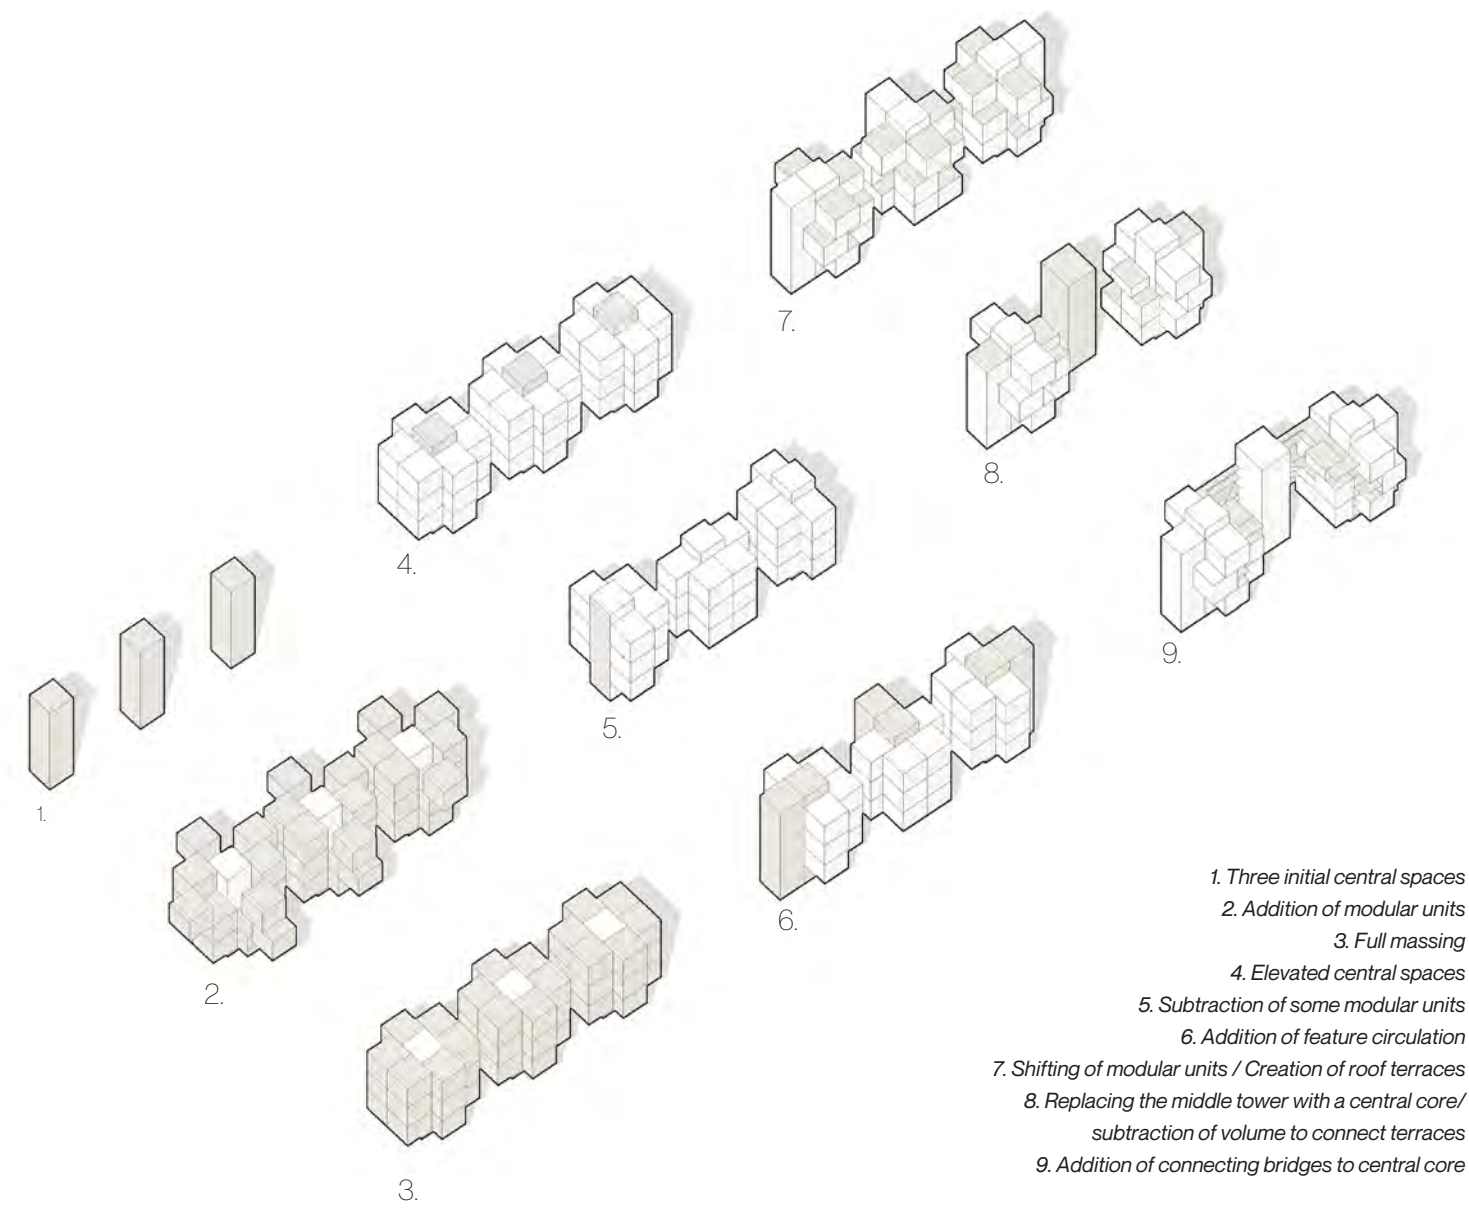 7.
8.
4.
9.
5.
1.
6.
2.
3.
1. Three initial central spaces
2. Addition of modular units
3. Full massing
4. Elevated central spaces
5. Subtraction of some modular units
6. Addition of feature circulation
7. Shifting of modular units / Creation of roof terraces
8. Replacing the middle tower with a central core/
subtraction of volume to connect terraces
9. Addition of connecting bridges to central core